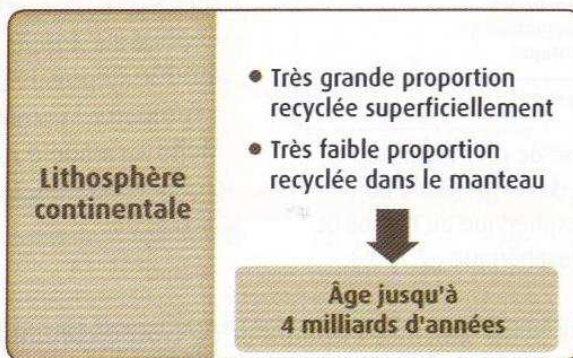 Lithosphère
continentale
● Très grande proportion
recyclée superficiellement
● Très faible proportion
recyclée dans le manteau
Âge jusqu'à
4 milliards d'années